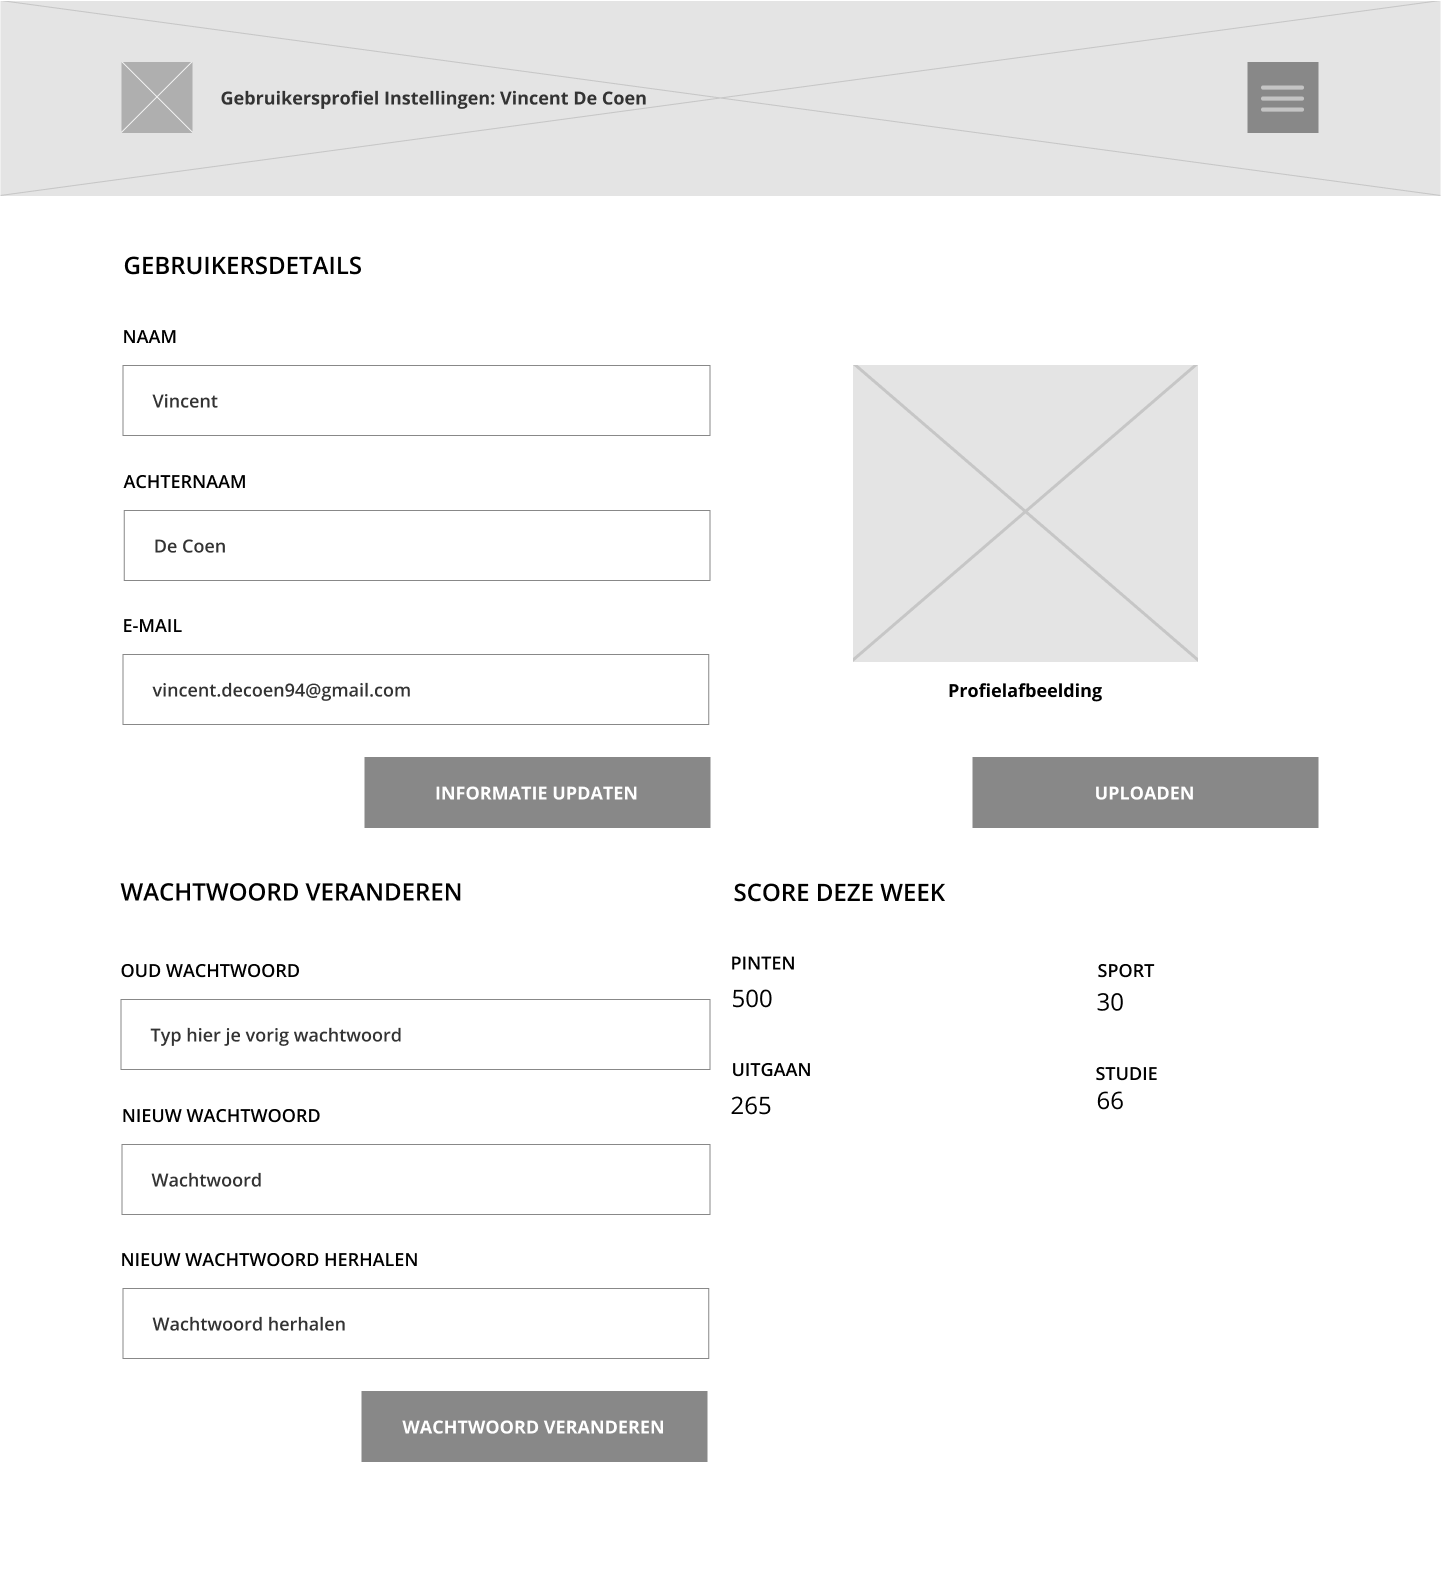 Gebruikersprofiel Instellingen: Vincent De Coen
GEBRUIKERSDETAILS
NAAM
Vincent
ACHTERNAAM
De Coen
E-MAIL
vincent.decoen94@gmail.com
Profielafbeelding
INFORMATIE UPDATEN
UPLOADEN
WACHTWOORD VERANDEREN
OUD WACHTWOORD
Typ hier je vorig wachtwoord
NIEUW WACHTWOORD
Wachtwoord
NIEUW WACHTWOORD HERHALEN
Wachtwoord herhalen
WACHTWOORD VERANDEREN
SCORE DEZE WEEK
PINTEN
500
SPORT
30
UITGAAN
265
STUDIE
66